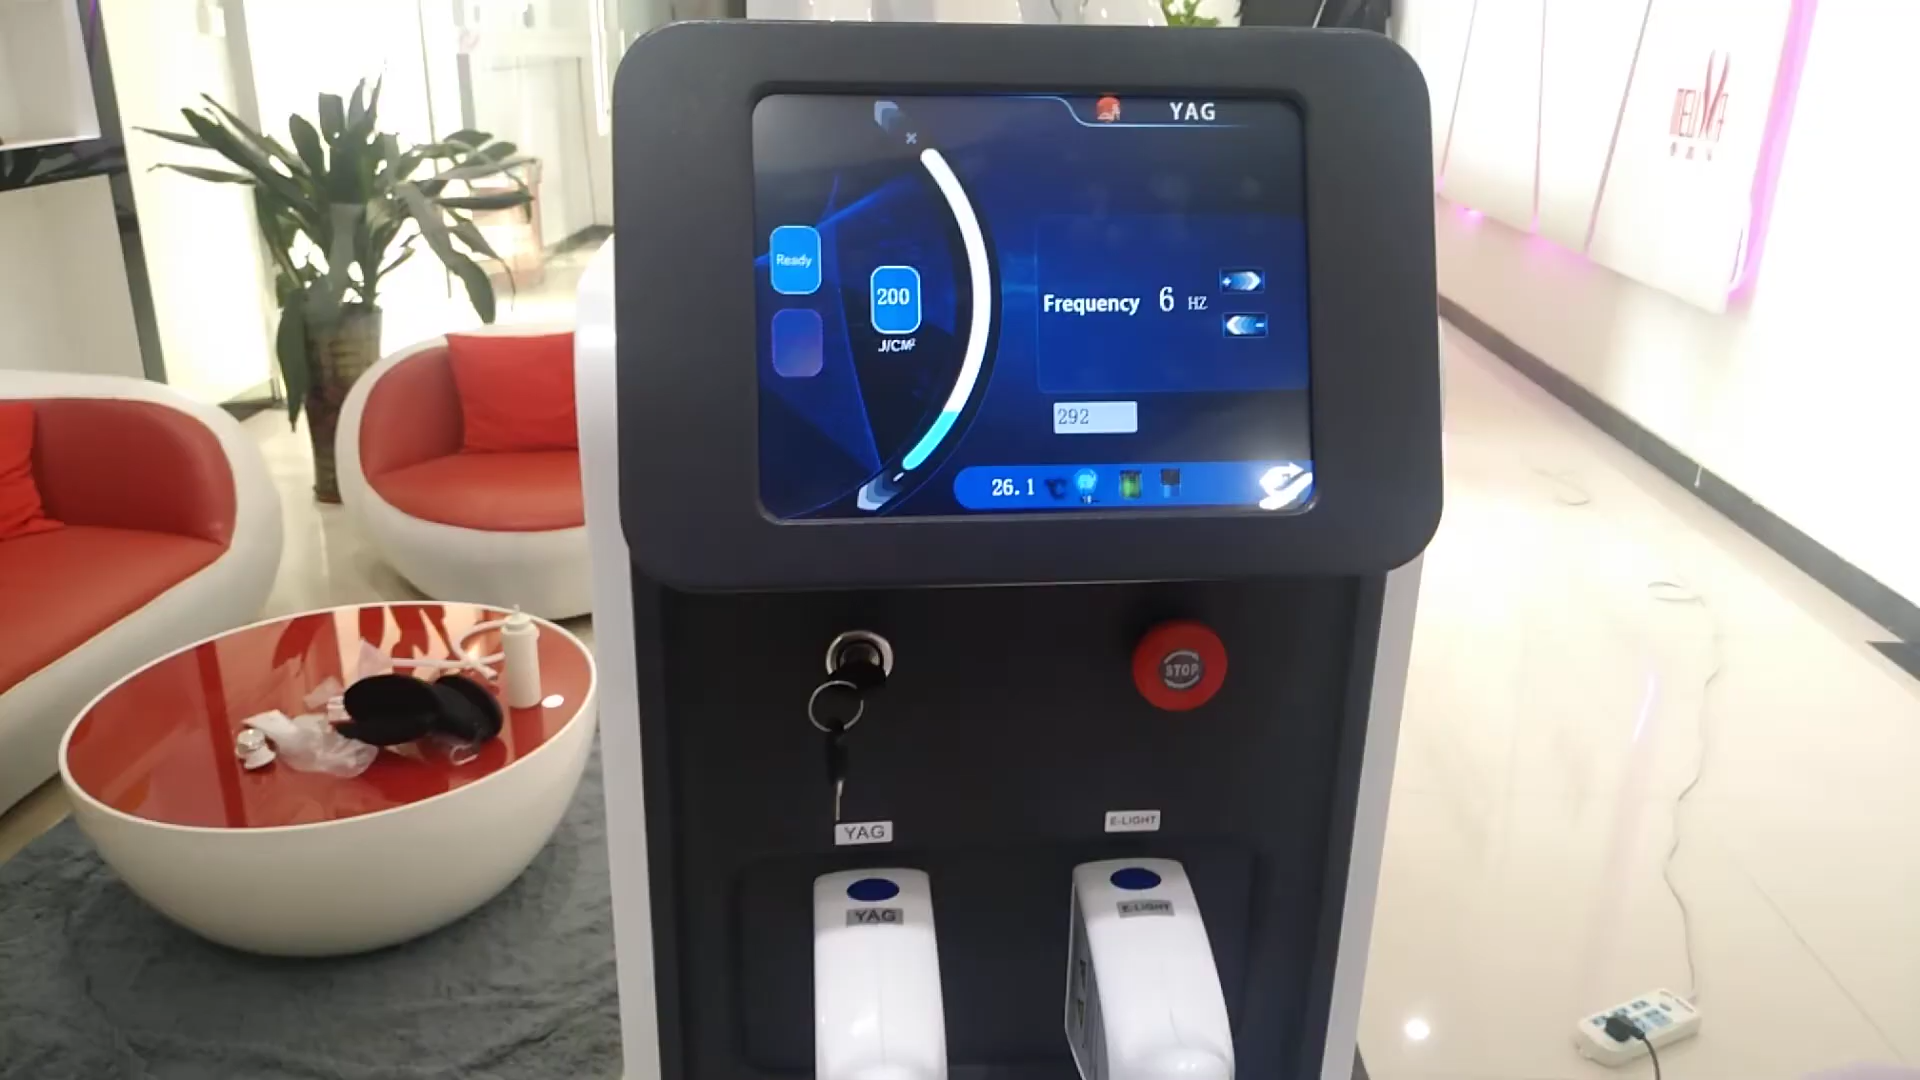 YAG
Ready
200
J/CM²
Frequency 6 HZ
292
26.1 ℃
STOP
YAG
E-LIGHT
YAG
E-LIGHT